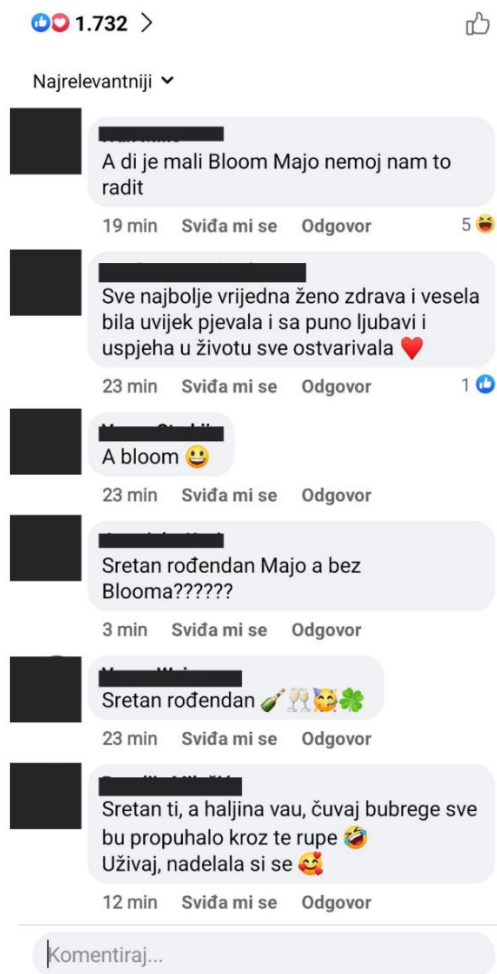 1.732
Najrelevantniji
A di je mali Bloom Majo nemoj nam to
radit
19 min Sviđa mi se Odgovor 5 😆
Sve najbolje vrijedna ženo zdrava i vesela
bila uvijek pjevala i sa puno ljubavi i
uspjeha u životu sve ostvarivala ❤️
23 min Sviđa mi se Odgovor 1 👍
A bloom 😃
23 min Sviđa mi se Odgovor
Sretan rođendan Majo a bez
Blooma??????
3 min Sviđa mi se Odgovor
Sretan rođendan 🍾🥂🥳🍀
23 min Sviđa mi se Odgovor
Sretan ti, a haljina vau, čuvaj bubrege sve
bu propuhalo kroz te rupe 🤣
Uživaj, nadelala si se 🥰
12 min Sviđa mi se Odgovor
Komentiraj...